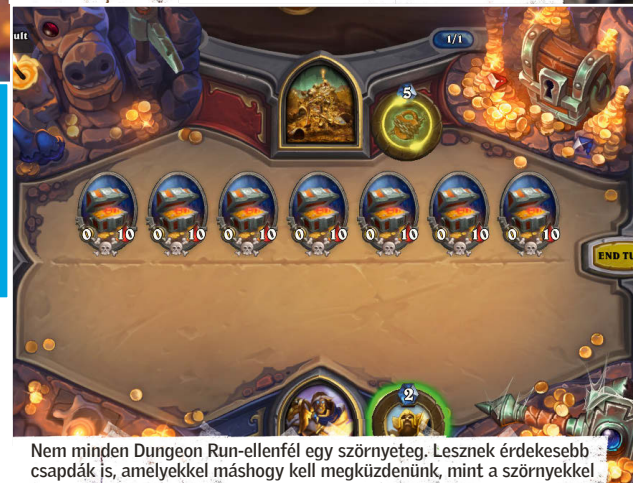 ult
1/1
5
0 10 0 10 0 10 0 10 0 10 0 10 0 10
END TU
2
Nem minden Dungeon Run-ellenfél egy szörnyeteg. Lesznek érdekesebb
csapdák is, amelyekkel máshogy kell megküzdenünk, mint a szörnyekkel